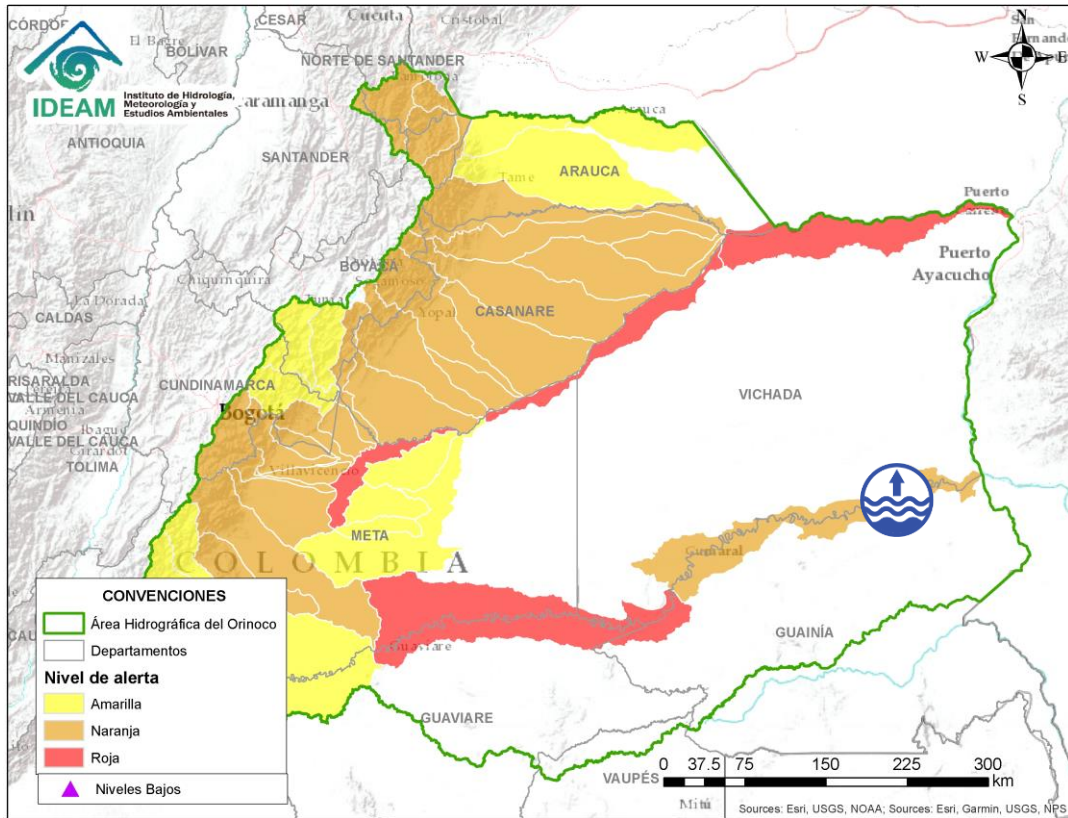 CESAR
Cúcuta
Cristobal
El Bagre
BOLÍVAR
NORTE DE SANTANDER
N
W
E
S
IDEAM
Instituto de Hidrología,
Meteorología y
Estudios Ambientales
aramanga
Arauca
ANTIOQUIA
SANTANDER
Tame
ARAUCA
Puerto
Puerto
Ayacucho
BOYACÁ
Chiquinquira
La Dorada
CALDAS
Yopal
CASANARE
Manizales
RISARALDA
CUNDINAMARCA
VICHADA
VALLE DEL CAUCA
Armenia
Bogotá
QUINDÍO
Ibague
VALLE DEL CAUCA
Girardot
TOLIMA
Villavicencio
META
COLOMBIA
Cumaral
CONVENCIONES
Área Hidrográfica del Orinoco
Departamentos
Nivel de alerta
Amarilla
Naranja
Roja
Niveles Bajos
GUAINÍA
GUAVIARE
VAUPÉS
Mitú
0 37.5 75 150 225 300
km
Sources: Esri, USGS, NOAA; Sources: Esri, Garmin, USGS, NPS